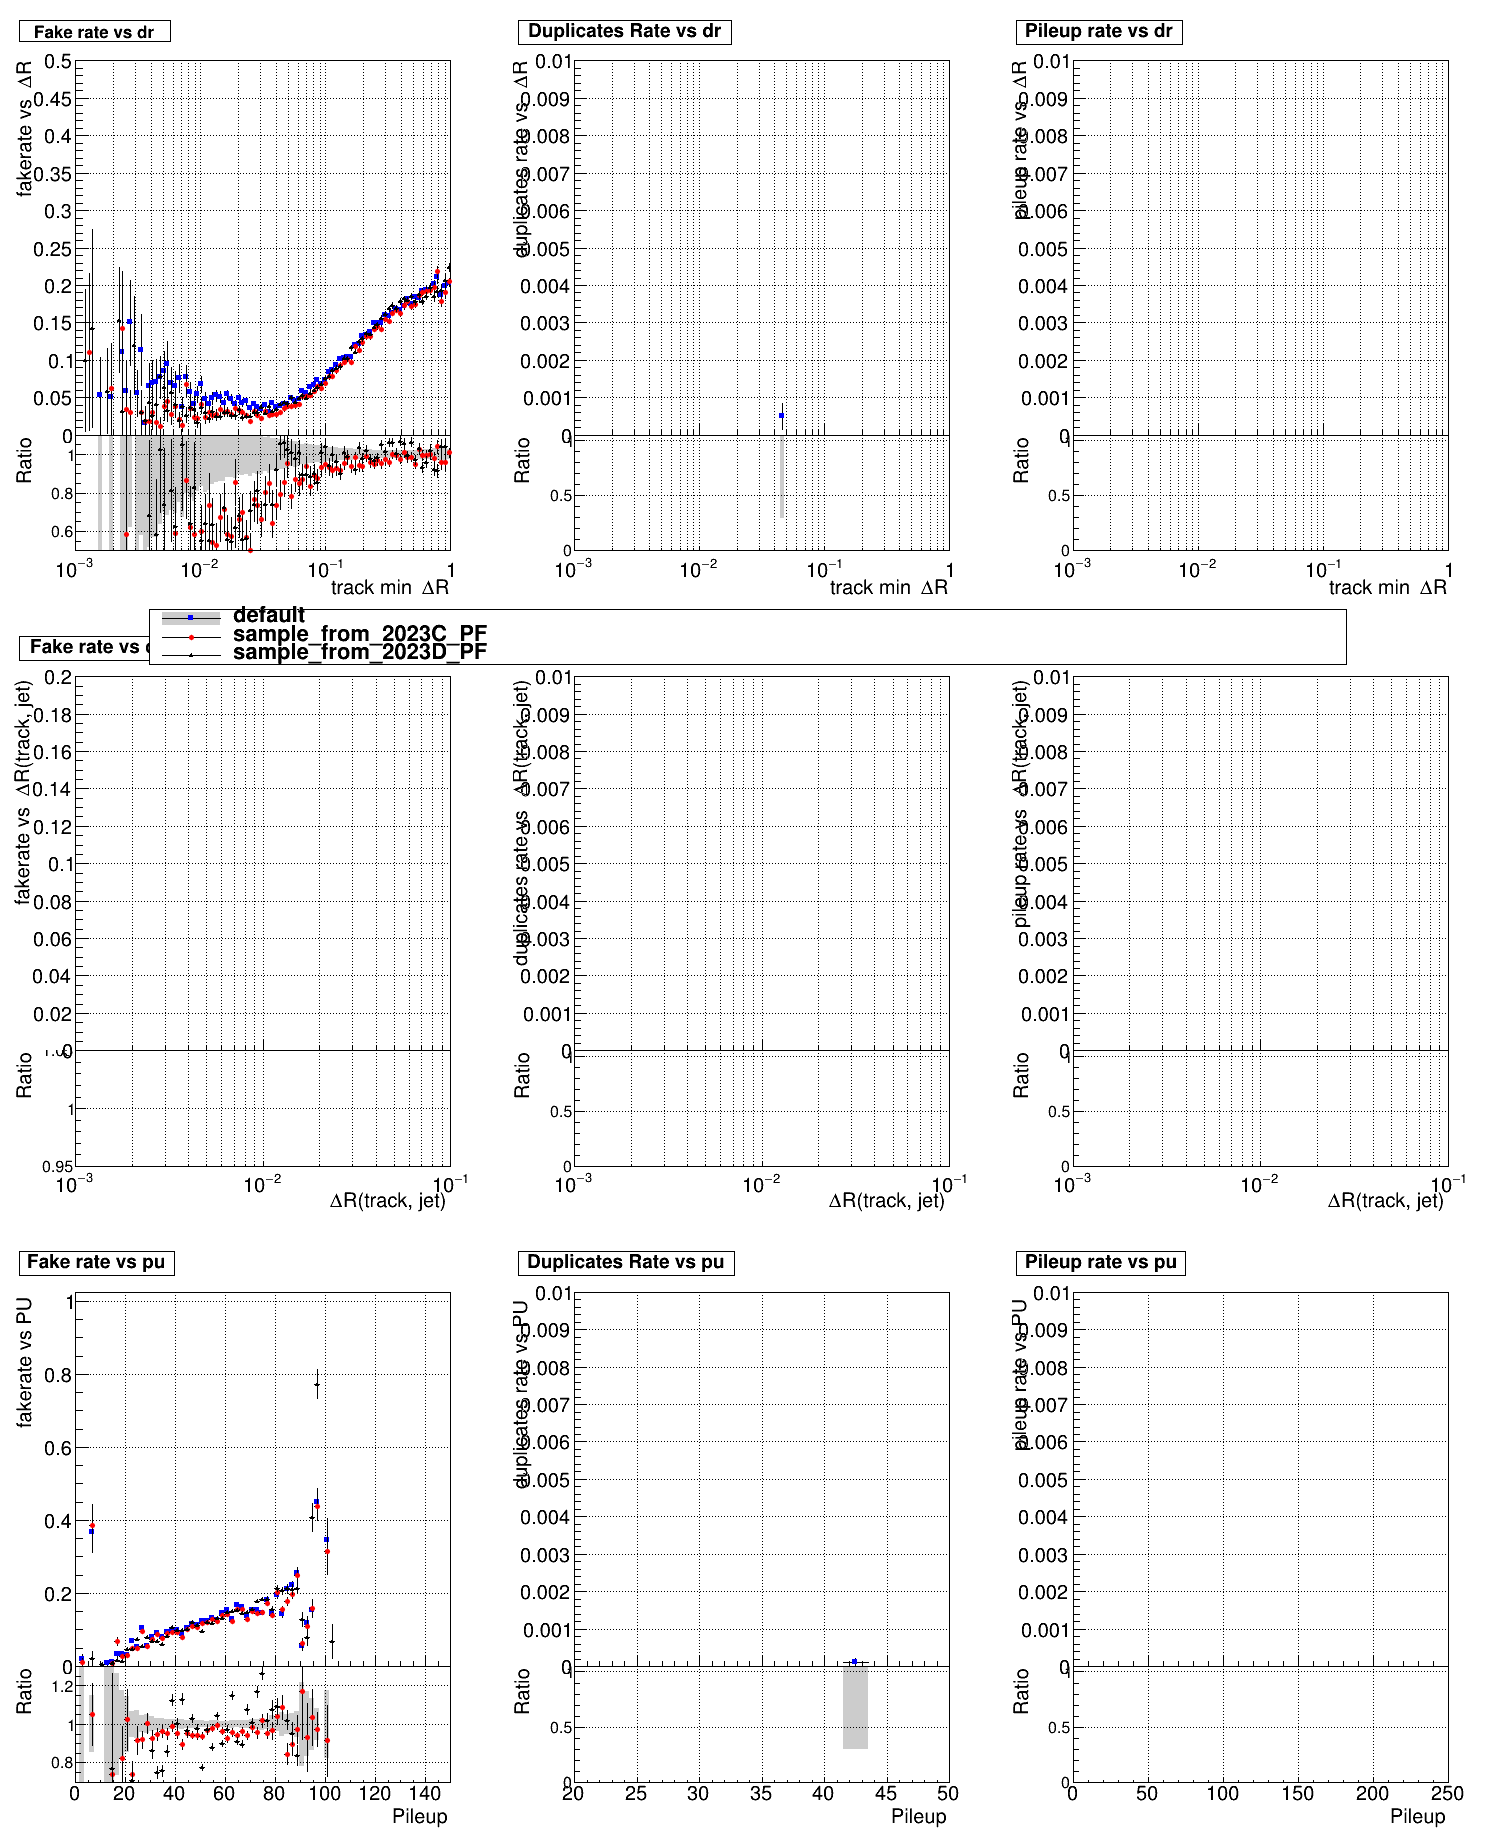 Fake rate vs dr
fakerate vs ΔR
0.5
0.45
0.4
0.35
0.3
0.25
0.2
0.15
0.1
0.05
0
Ratio
1
0.8
0.6
10⁻³ 10⁻² 10⁻¹ 1
track min ΔR
Duplicates Rate vs dr
duplicates rate vs ΔR
0.01
0.009
0.008
0.007
0.006
0.005
0.004
0.003
0.002
0.001
0
Ratio
1
0.5
0
10⁻³ 10⁻² 10⁻¹ 1
track min ΔR
Pileup rate vs dr
pileup rate vs ΔR
0.01
0.009
0.008
0.007
0.006
0.005
0.004
0.003
0.002
0.001
0
Ratio
1
0.5
0
10⁻³ 10⁻² 10⁻¹ 1
track min ΔR
default
sample_from_2023C_PF
sample_from_2023D_PF
Fake rate vs
fakerate vs ΔR(track, jet)
0.2
0.18
0.16
0.14
0.12
0.1
0.08
0.06
0.04
0.02
0
Ratio
1
0.95
10⁻³ 10⁻² 10⁻¹
ΔR(track, jet)
duplicates rate vs ΔR(track, jet)
0.01
0.009
0.008
0.007
0.006
0.005
0.004
0.003
0.002
0.001
0
Ratio
1
0.5
0
10⁻³ 10⁻² 10⁻¹
ΔR(track, jet)
pileup rate vs ΔR(track, jet)
0.01
0.009
0.008
0.007
0.006
0.005
0.004
0.003
0.002
0.001
0
Ratio
1
0.5
0
10⁻³ 10⁻² 10⁻¹
ΔR(track, jet)
Fake rate vs pu
fakerate vs PU
1
0.8
0.6
0.4
0.2
0
Ratio
1.2
1
0.8
0 20 40 60 80 100 120 140
Pileup
Duplicates Rate vs pu
duplicates rate vs PU
0.01
0.009
0.008
0.007
0.006
0.005
0.004
0.003
0.002
0.001
0
Ratio
1
0.5
0
20 25 30 35 40 45 50
Pileup
Pileup rate vs pu
pileup rate vs PU
0.01
0.009
0.008
0.007
0.006
0.005
0.004
0.003
0.002
0.001
0
Ratio
1
0.5
0
0 50 100 150 200 250
Pileup